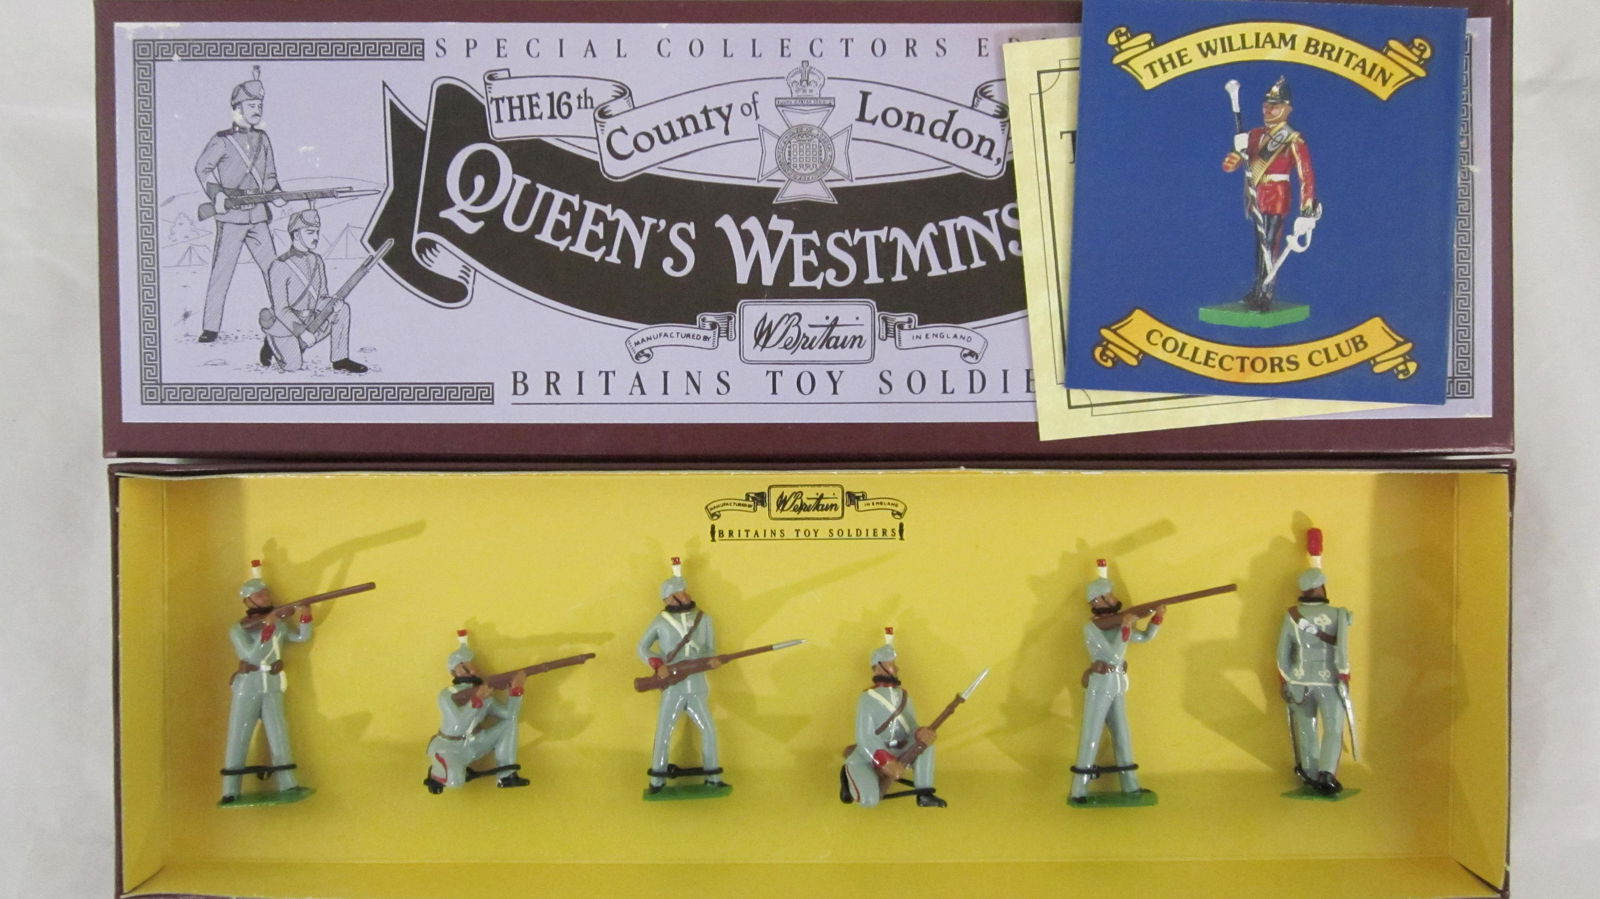 SPECIAL COLLECTORS
THE 16th
County of London,
QUEEN'S WESTMINS
MANUFACTURED BY
W. Britain
IN ENGLAND
BRITAINS TOY SOLDIE
THE WILLIAM BRITAIN
COLLECTORS CLUB
MANUFACTURED BY
W. Britain
IN ENGLAND
BRITAINS TOY SOLDIERS